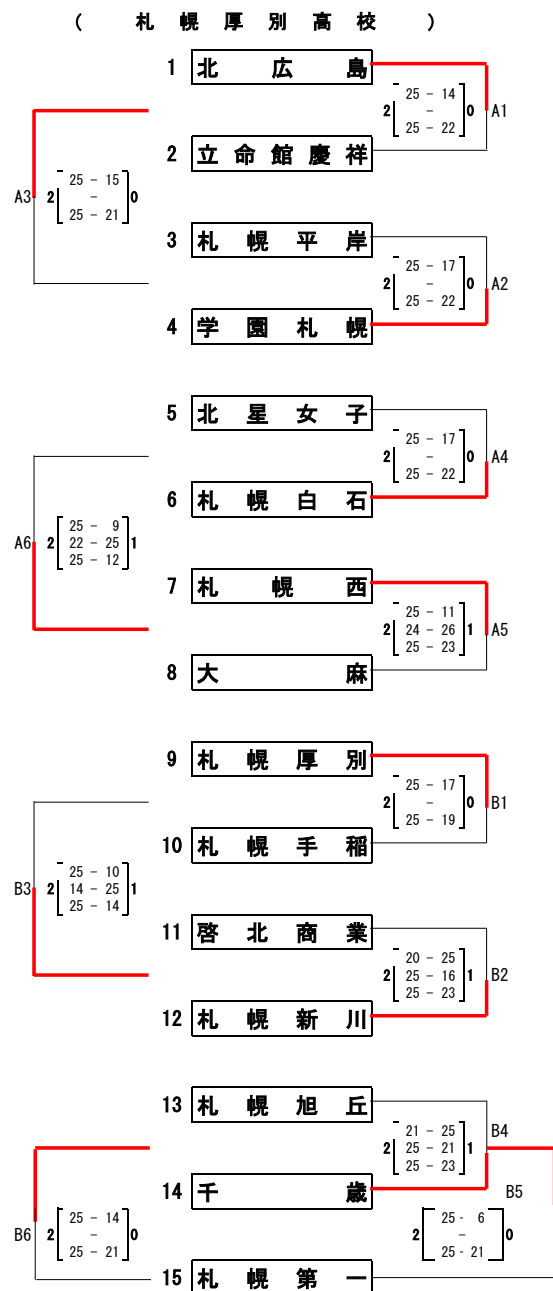 ( 札幌厚別高校 )
1 北広島
25 - 14
2 - 0 A1
25 - 22
2 立命館慶祥
25 - 15
A3 2 - 0
25 - 21
3 札幌平岸
25 - 17
2 - 0 A2
25 - 22
4 学園札幌
5 北星女子
25 - 17
2 - 0 A4
25 - 22
6 札幌白石
25 - 9
A6 2 22 - 25 1
25 - 12
7 札幌西
25 - 11
2 24 - 26 1 A5
25 - 23
8 大麻
9 札幌厚別
25 - 17
2 - 0 B1
25 - 19
10 札幌手稲
25 - 10
B3 2 14 - 25 1
25 - 14
11 啓北商業
20 - 25
2 25 - 16 1 B2
25 - 23
12 札幌新川
13 札幌旭丘
21 - 25
2 25 - 21 1 B4
25 - 23
14 千歳
B5
25 - 14
B6 2 - 0
25 - 21
25 - 6
2 - 0
25 - 21
15 札幌第一